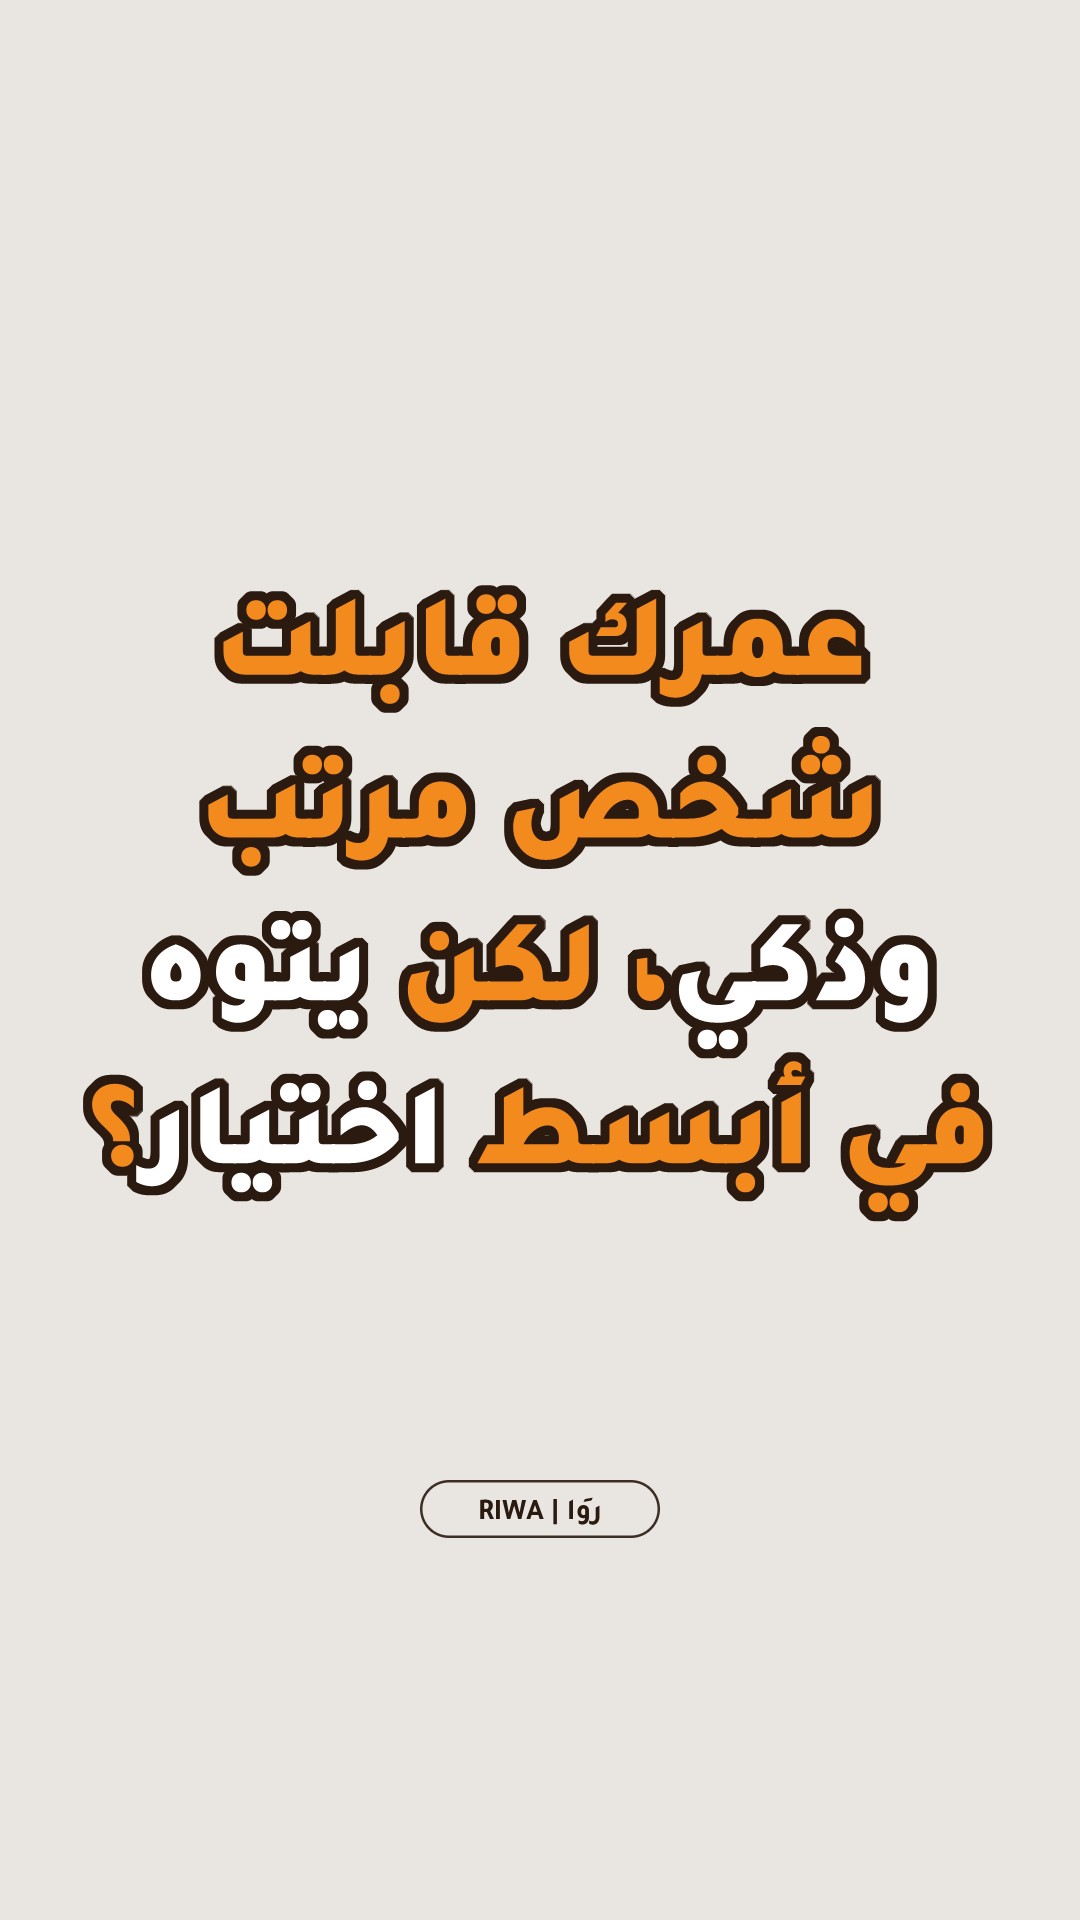 عمرك قابلت
شخص مرتب
وذكي، لكن يتوه
في أبسط اختيار؟
روَا | RIWA